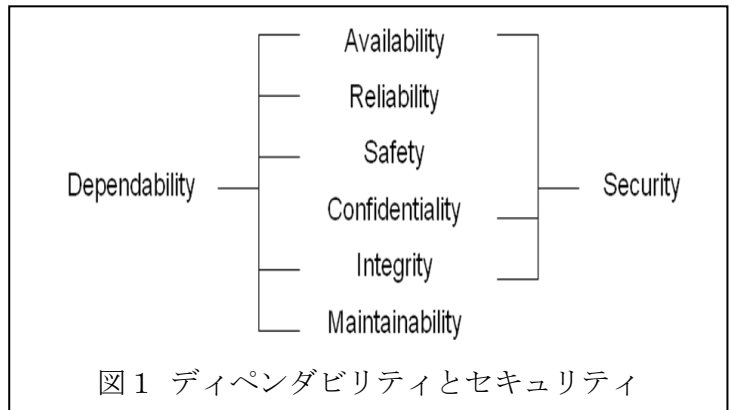 Availability
Reliability
Safety
Dependability
Security
Confidentiality
Integrity
Maintainability
図1 ディペンダビリティとセキュリティ